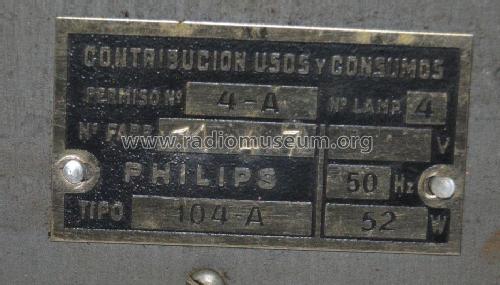 CONTRIBUCION USOS Y CONSUMOS
PERMISO Nº 4-A Nº LAMP. 4
Nº FABR. V
www.radiomuseum.org
PHILIPS 50 Hz
TIPO 104-A 52 W